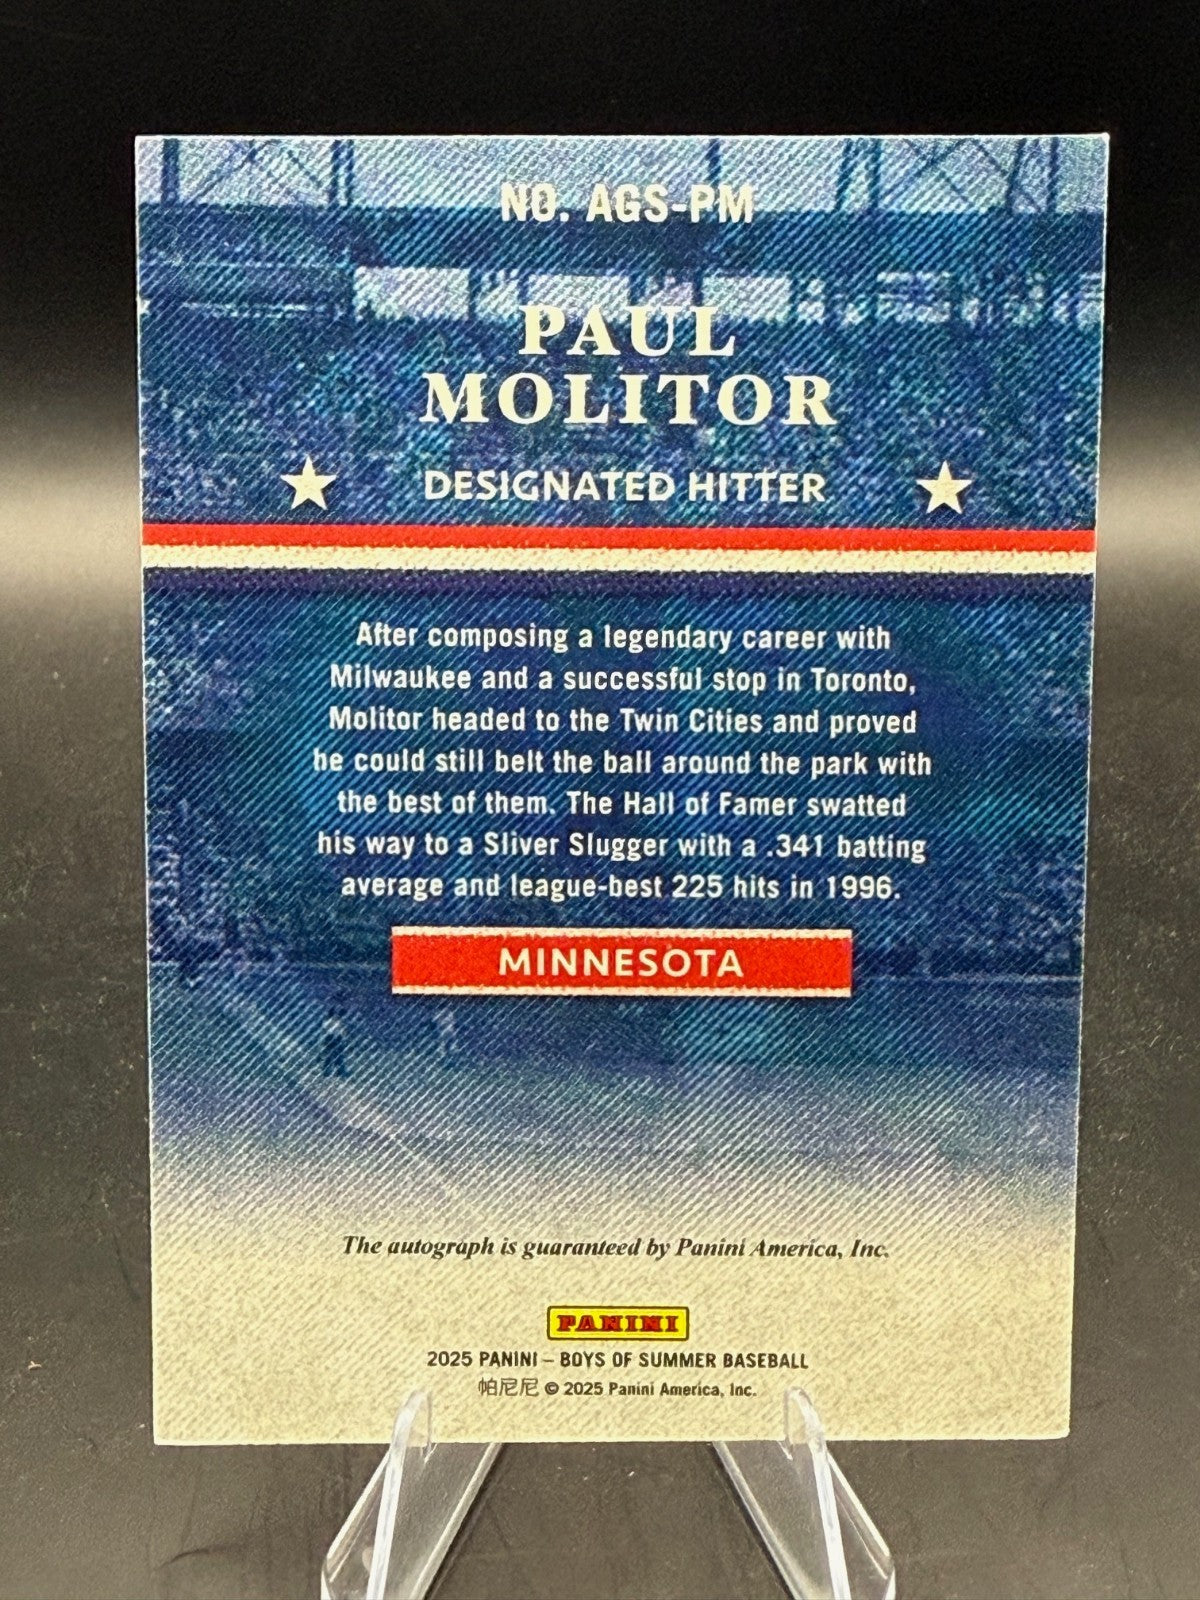 NO. AGS-PM
PAUL
MOLITOR
DESIGNATED HITTER
After composing a legendary career with
Milwaukee and a successful stop in Toronto,
Molitor headed to the Twin Cities and proved
he could still belt the ball around the park with
the best of them. The Hall of Famer swatted
his way to a Sliver Slugger with a .341 batting
average and league-best 225 hits in 1996.
MINNESOTA
The autograph is guaranteed by Panini America, Inc.
PANINI
2025 PANINI – BOYS OF SUMMER BASEBALL
帕尼尼 © 2025 Panini America, Inc.